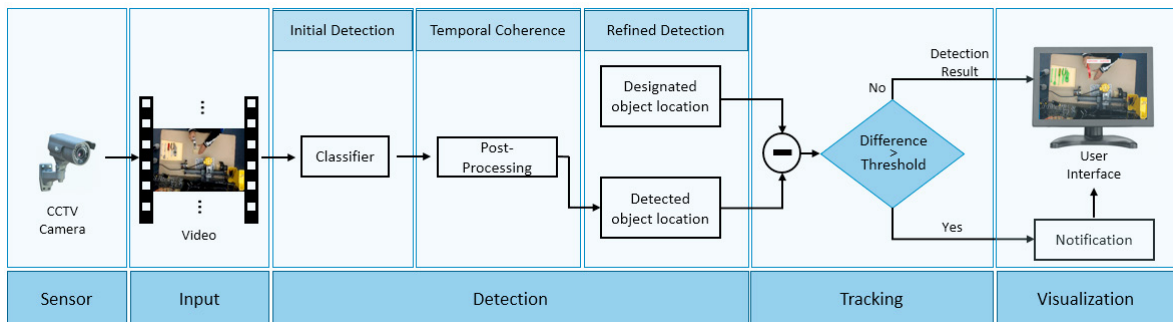 Initial Detection
Temporal Coherence
Refined Detection
CCTV
Camera
...
Video
...
Classifier
Post-
Processing
Designated
object location
Detected
object location
No
Detection
Result
Difference
>
Threshold
Yes
User
Interface
Notification
Sensor
Input
Detection
Tracking
Visualization